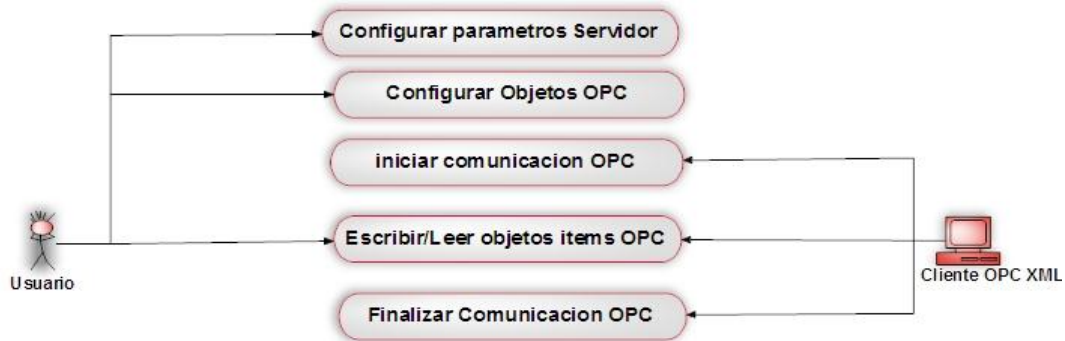 Configurar parametros Servidor
Configurar Objetos OPC
iniciar comunicacion OPC
Escribir/Leer objetos items OPC
Usuario
Cliente OPC XML
Finalizar Comunicacion OPC